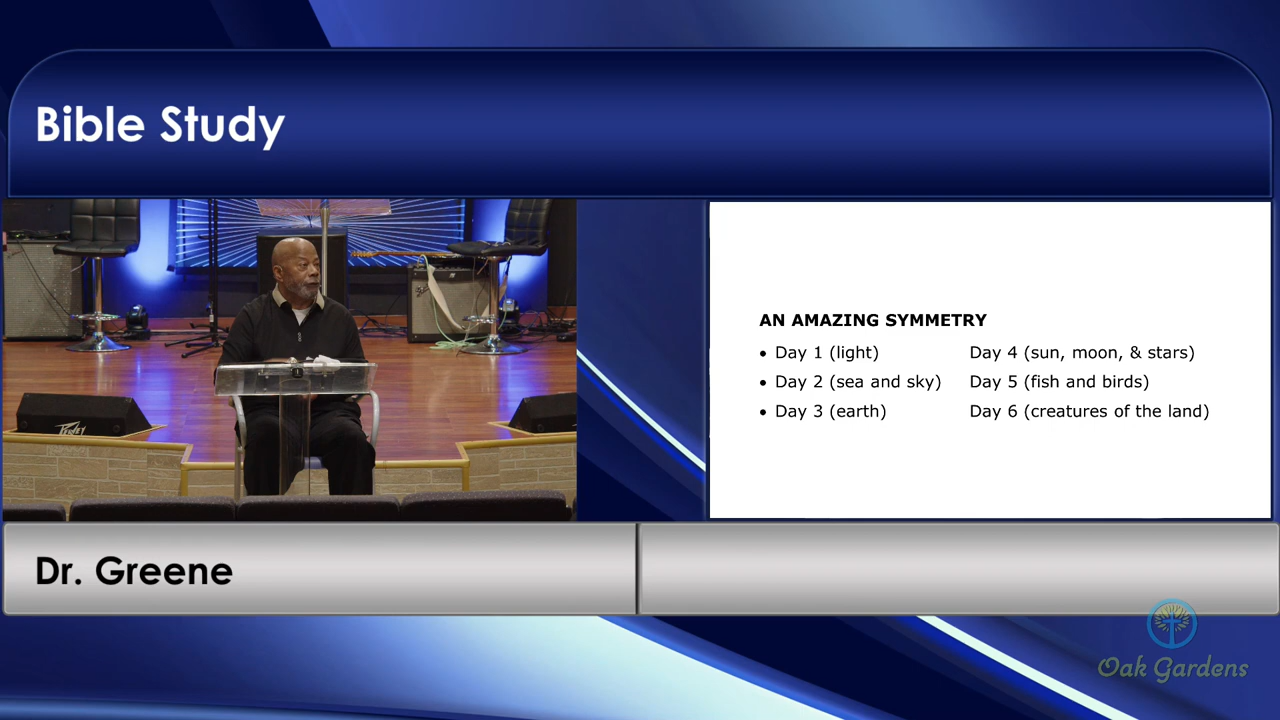 Bible Study
PEAVEY
AN AMAZING SYMMETRY
• Day 1 (light) Day 4 (sun, moon, & stars)
• Day 2 (sea and sky) Day 5 (fish and birds)
• Day 3 (earth) Day 6 (creatures of the land)
Dr. Greene
Oak Gardens